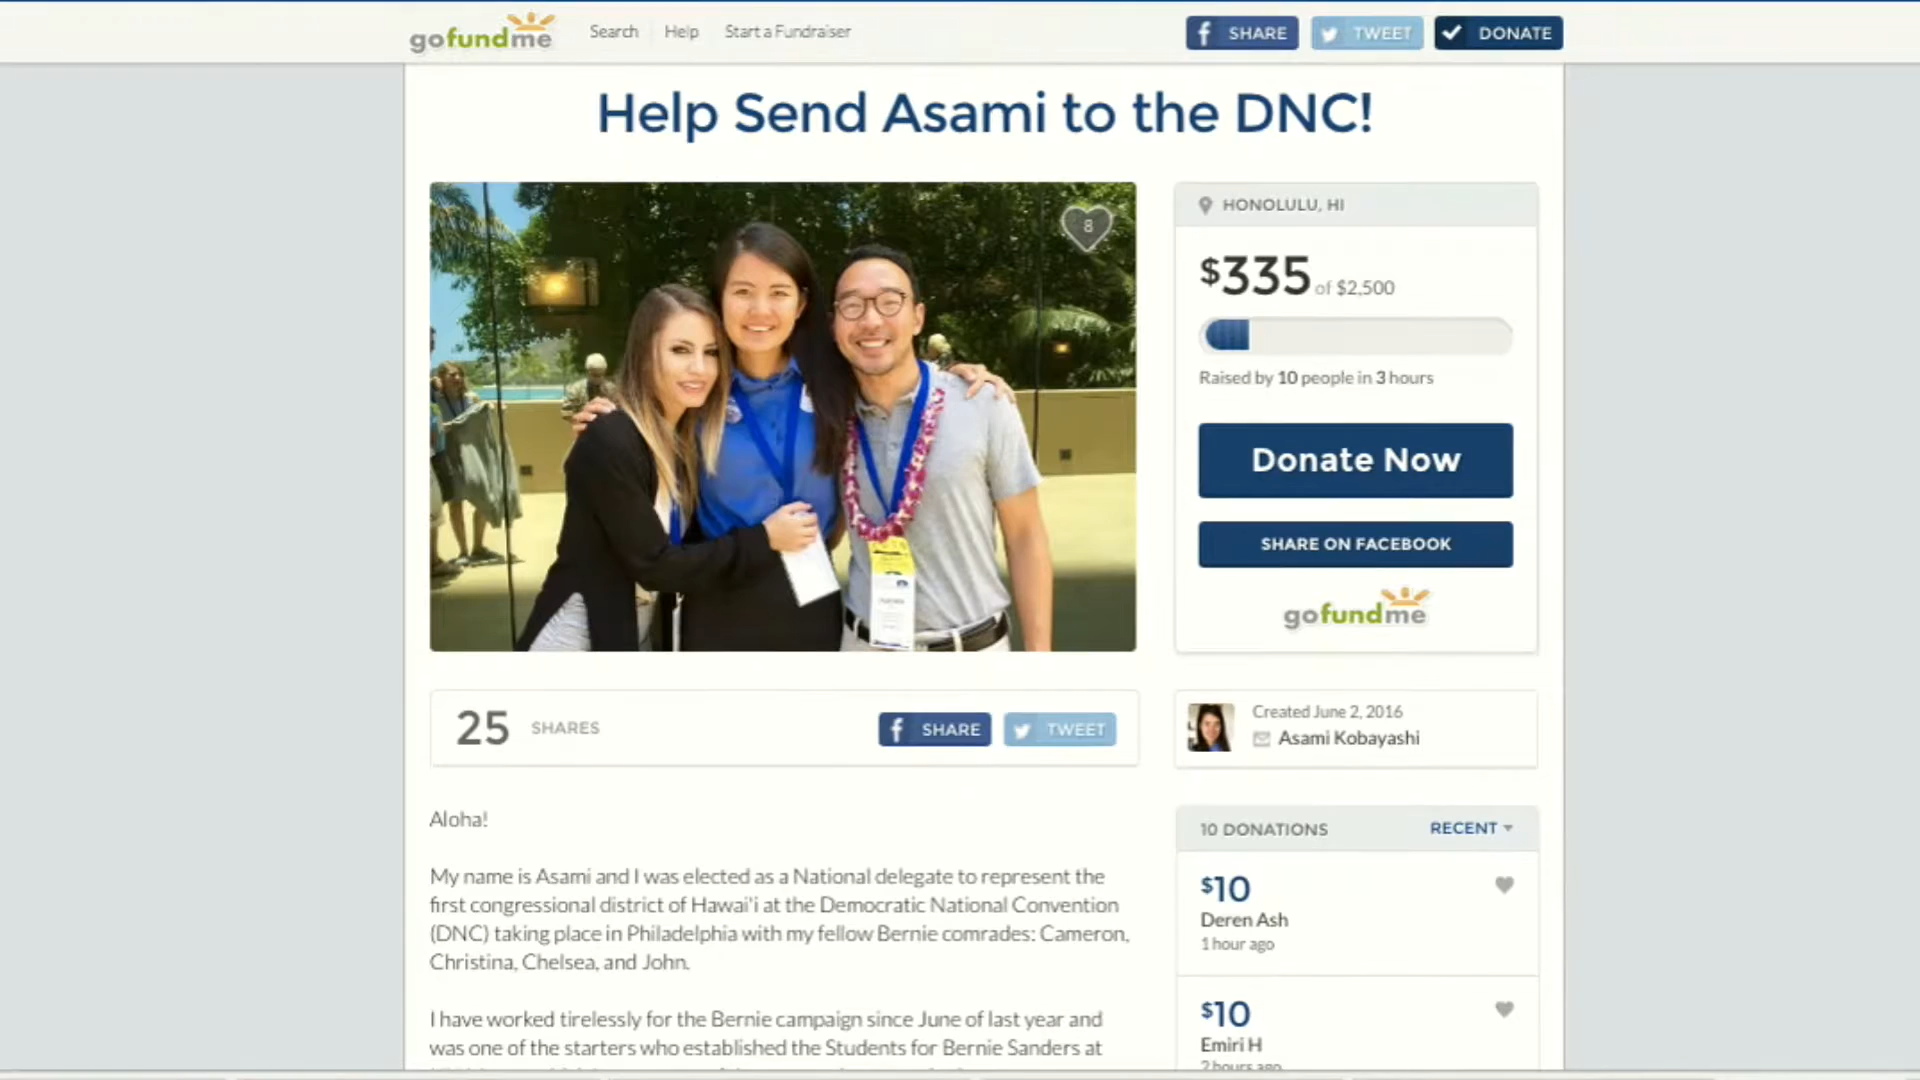 gofundme
Search
Help
Start a Fundraiser
SHARE
TWEET
DONATE
Help Send Asami to the DNC!
8
HONOLULU, HI
$335 of $2,500
Raised by 10 people in 3 hours
Donate Now
SHARE ON FACEBOOK
gofundme
25 SHARES
SHARE
TWEET
Created June 2, 2016
Asami Kobayashi
Aloha!
My name is Asami and I was elected as a National delegate to represent the
first congressional district of Hawai'i at the Democratic National Convention
(DNC) taking place in Philadelphia with my fellow Bernie comrades: Cameron,
Christina, Chelsea, and John.
I have worked tirelessly for the Bernie campaign since June of last year and
was one of the starters who established the Students for Bernie Sanders at
10 DONATIONS
RECENT
$10
Deren Ash
1 hour ago
$10
Emiri H
2 hours ago